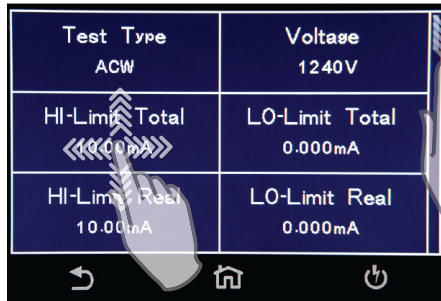 Test Type
Voltage
ACW
1240V
HI-Limit Total
LO-Limit Total
10.00mA
0.000mA
HI-Limit Real
LO-Limit Real
10.00mA
0.000mA